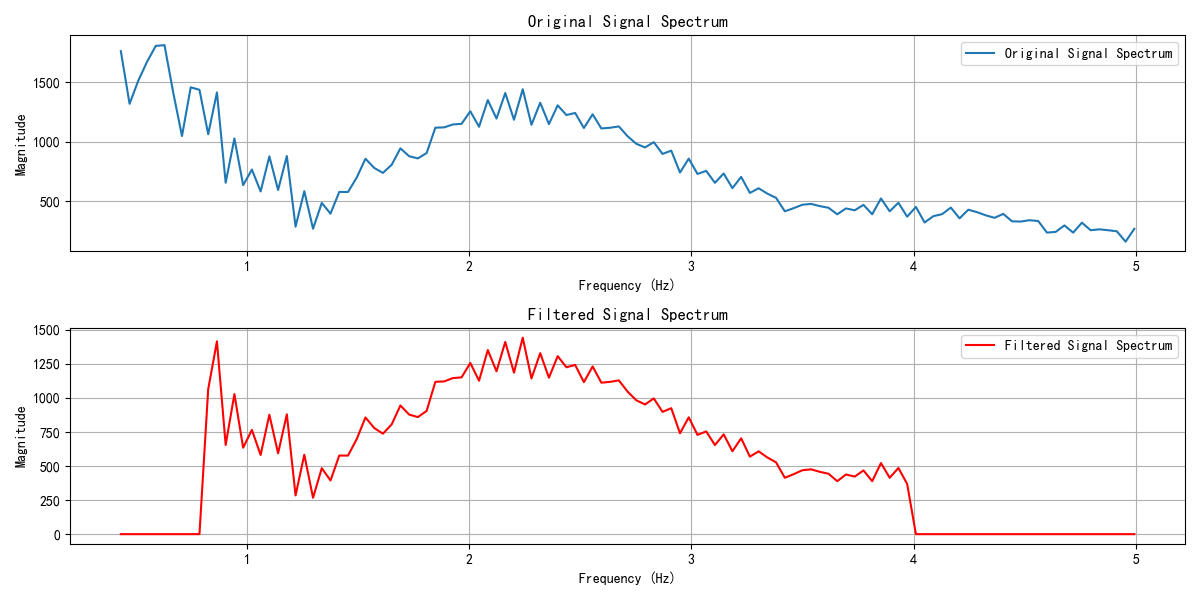 Original Signal Spectrum
Original Signal Spectrum
Magnitude
1500
1000
500
1 2 3 4 5
Frequency (Hz)
Filtered Signal Spectrum
Filtered Signal Spectrum
Magnitude
1500
1250
1000
750
500
250
0
1 2 3 4 5
Frequency (Hz)